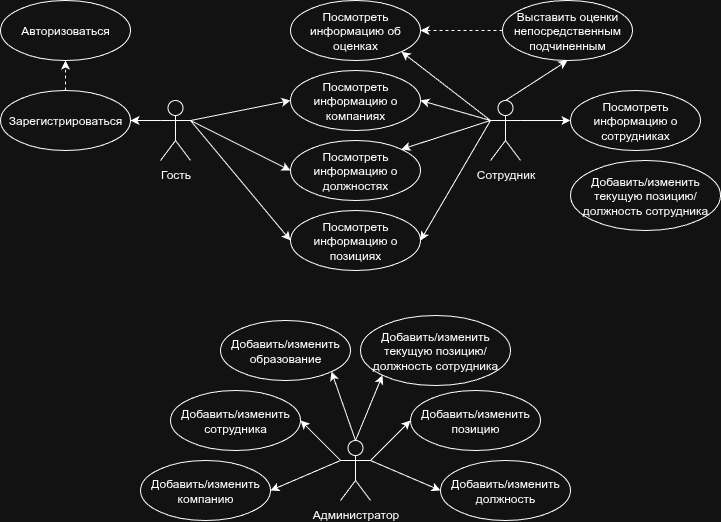 Авторизоваться
Посмотреть
информацию об
оценках
Выставить оценки
непосредственным
подчиненным
Зарегистрироваться
Посмотреть
информацию о
компаниях
Посмотреть
информацию о
сотрудниках
Гость
Посмотреть
информацию о
должностях
Сотрудник
Добавить/изменить
текущую позицию/
должность сотрудника
Посмотреть
информацию о
позициях
Добавить/изменить
образование
Добавить/изменить
текущую позицию/
должность сотрудника
Добавить/изменить
сотрудника
Добавить/изменить
позицию
Добавить/изменить
компанию
Добавить/изменить
должность
Администратор